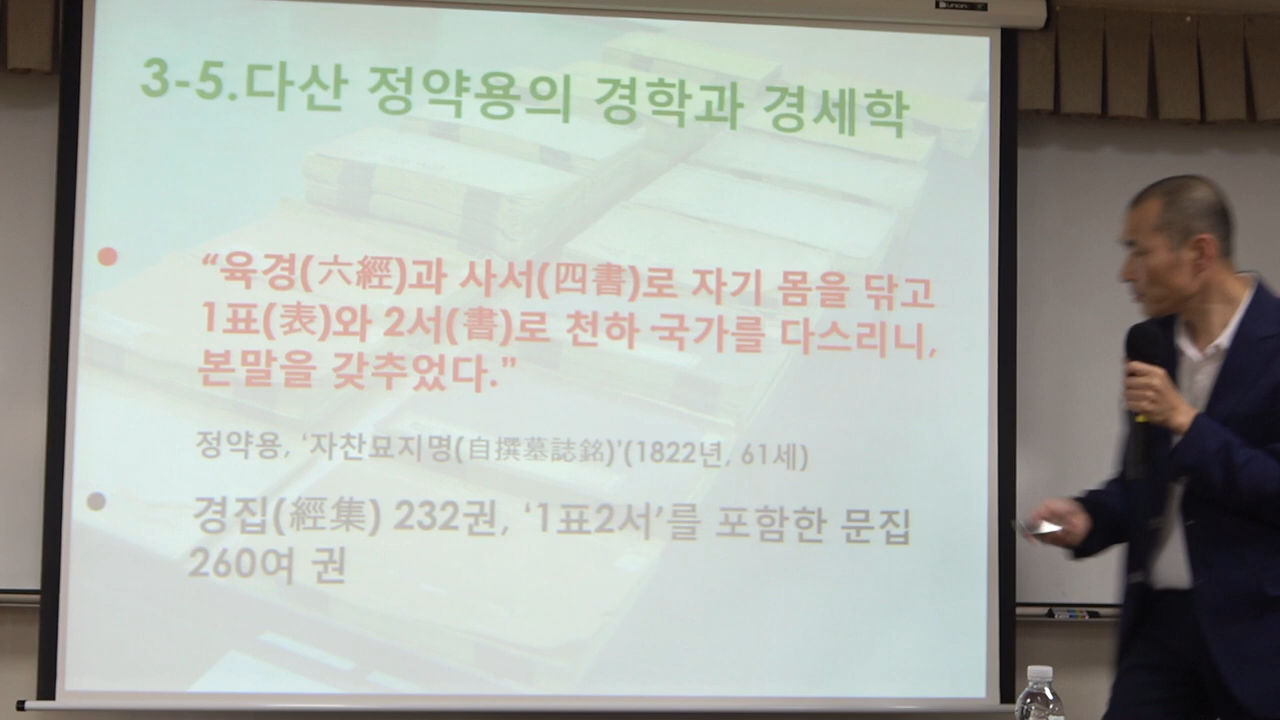 3-5.다산 정약용의 경학과 경세학
“육경(六經)과 사서(四書)로 자기 몸을 닦고
1표(表)와 2서(書)로 천하 국가를 다스리니,
본말을 갖추었다.”
정약용, ‘자찬묘지명(自撰墓誌銘)'(1822년, 61세)
경집(經集) 232권, ‘1표2서’를 포함한 문집
260여 권